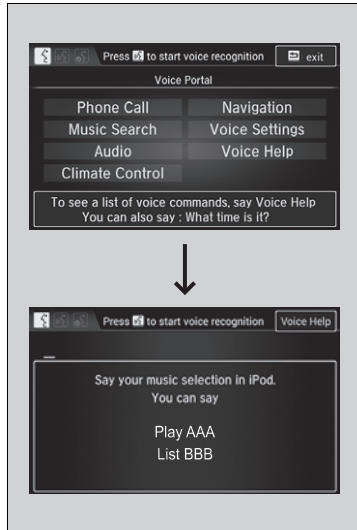 Press to start voice recognition exit
Voice Portal
Phone Call Navigation
Music Search Voice Settings
Audio Voice Help
Climate Control
To see a list of voice commands, say Voice Help
You can also say : What time is it?
Press to start voice recognition Voice Help
Say your music selection in iPod.
You can say
Play AAA
List BBB